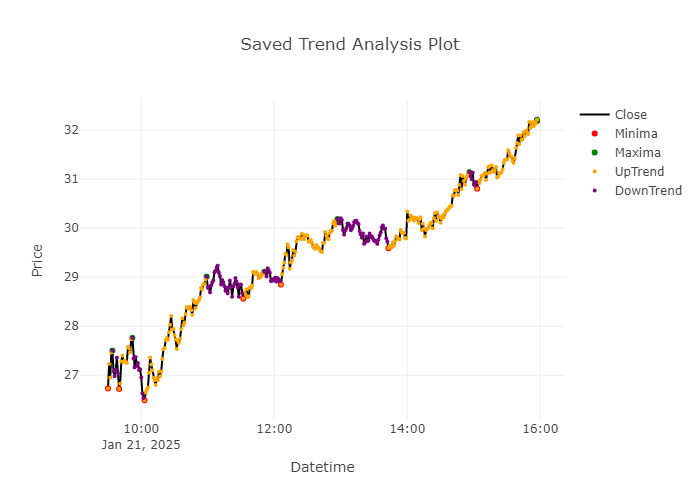 Saved Trend Analysis Plot
Close
Minima
Maxima
UpTrend
DownTrend
32
31
30
29
28
27
Price
10:00
12:00
14:00
16:00
Jan 21, 2025
Datetime